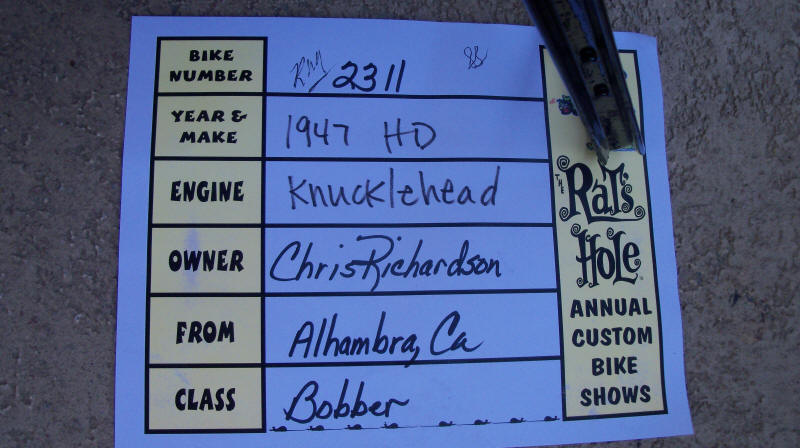 BIKE
NUMBER
2311
YEAR &
MAKE
1947 HD
ENGINE
Knucklehead
OWNER
Chris Richardson
FROM
Alhambra, Ca
CLASS
Bobber
THE
RAT'S
HOLE
ANNUAL
CUSTOM
BIKE
SHOWS